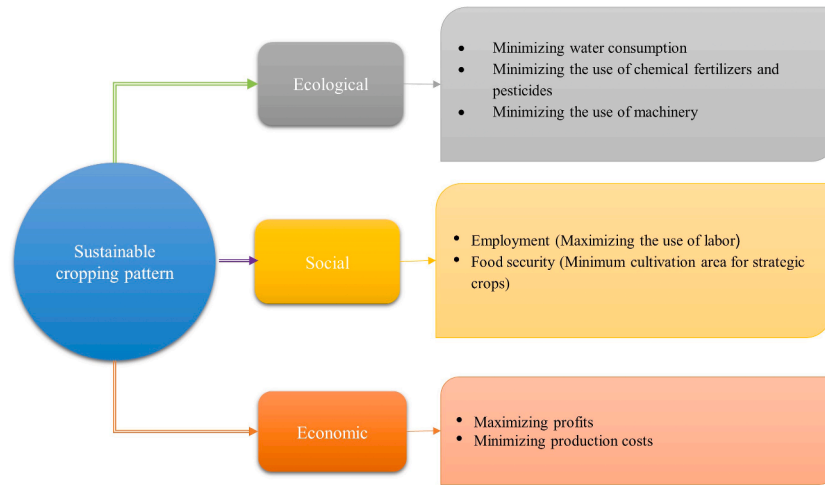 Ecological
• Minimizing water consumption
• Minimizing the use of chemical fertilizers and
pesticides
• Minimizing the use of machinery
Sustainable
cropping pattern
Social
• Employment (Maximizing the use of labor)
• Food security (Minimum cultivation area for strategic
crops)
Economic
• Maximizing profits
• Minimizing production costs